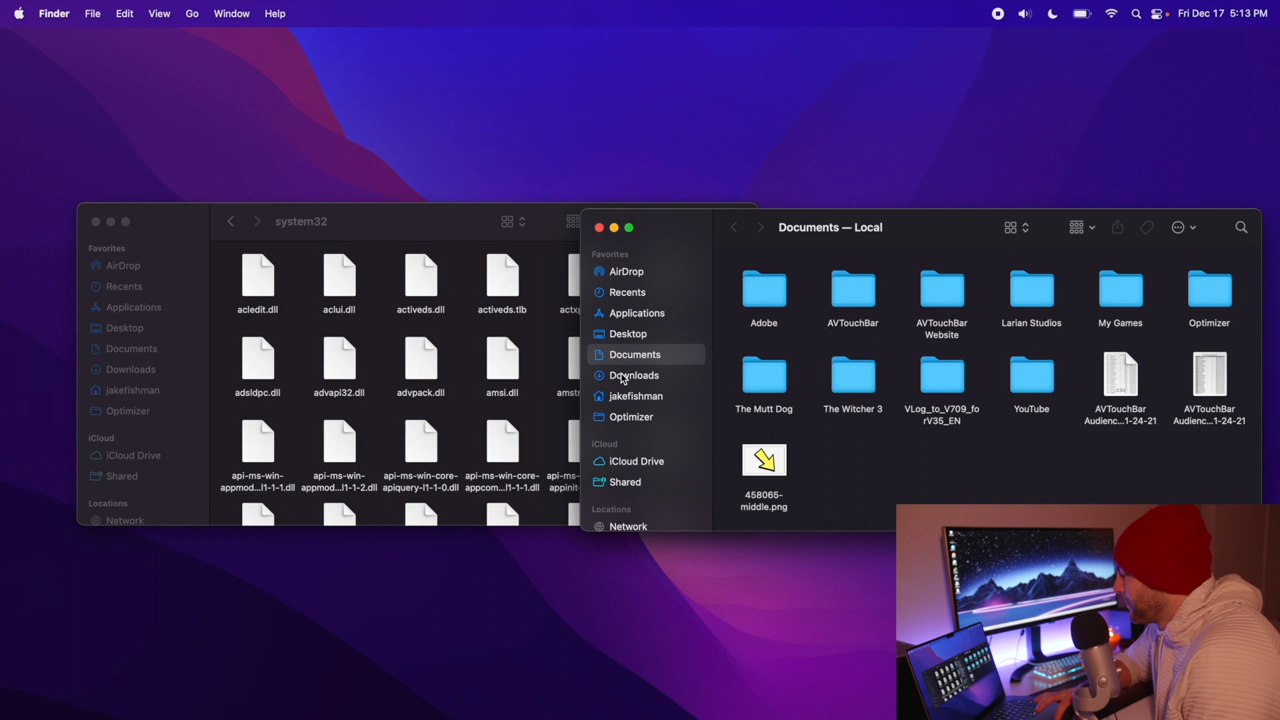 Finder File Edit View Go Window Help
Fri Dec 17 5:13 PM
system32
Favorites
AirDrop
Recents
Applications
Desktop
Documents
Downloads
jakefishman
Optimizer
iCloud
iCloud Drive
Shared
Locations
Network
acledit.dll
aclui.dll
activeds.dll
activeds.tlb
adsldpc.dll
advapi32.dll
advpack.dll
amsi.dll
api-ms-win-
appmod...l1-1-1.dll
api-ms-win-
appmod...l1-1-2.dll
api-ms-win-core-
apiquery-l1-1-0.dll
api-ms-win-core-
appcom...l1-1-1.dll
api-ms-
Documents — Local
Favorites
AirDrop
Recents
Applications
Desktop
Documents
Downloads
jakefishman
Optimizer
iCloud
iCloud Drive
Shared
Locations
Network
Adobe
AVTouchBar
AVTouchBar
Website
Larian Studios
My Games
Optimizer
The Mutt Dog
The Witcher 3
VLog_to_V709_fo
rV35_EN
YouTube
CSV
AVTouchBar
Audienc...1-24-21
AVTouchBar
Audienc...1-24-21
458065-
middle.png